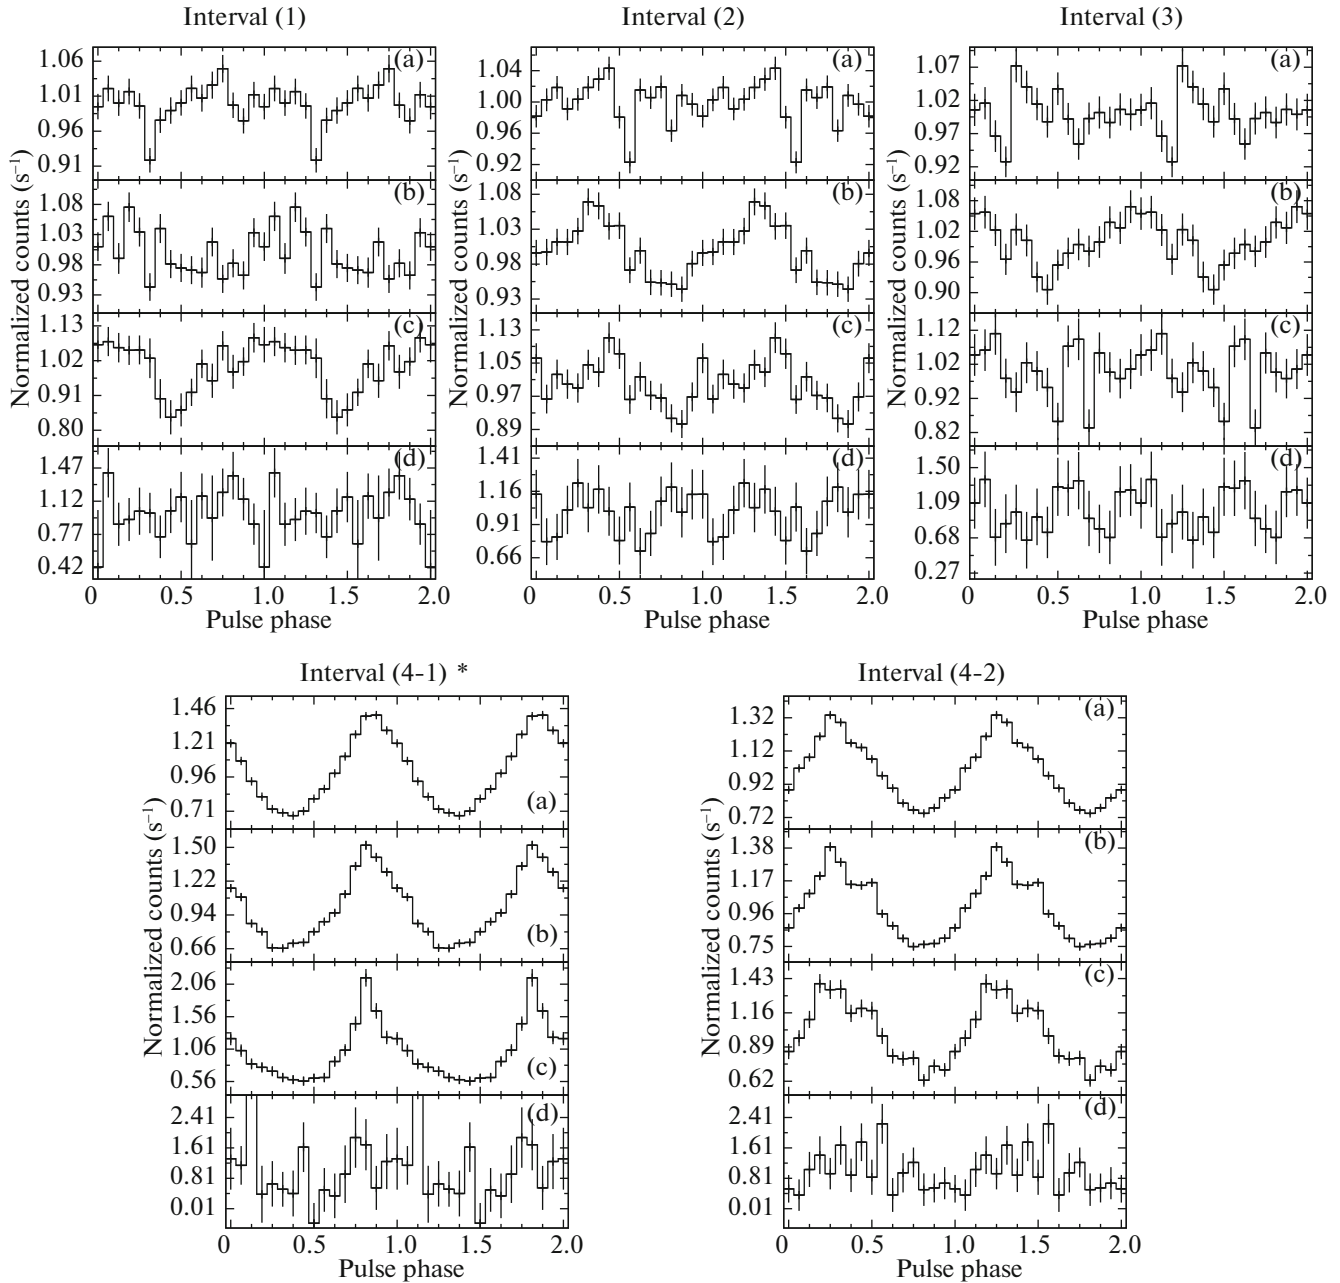 Interval (1)
Normalized counts (s⁻¹)
(a)
1.06
1.01
0.96
0.91
(b)
1.08
1.03
0.98
0.93
(c)
1.13
1.02
0.91
0.80
(d)
1.47
1.12
0.77
0.42
0 0.5 1.0 1.5 2.0
Pulse phase
Interval (2)
Normalized counts (s⁻¹)
(a)
1.04
1.00
0.96
0.92
(b)
1.08
1.03
0.98
0.93
(c)
1.13
1.05
0.97
0.89
(d)
1.41
1.16
0.91
0.66
0 0.5 1.0 1.5 2.0
Pulse phase
Interval (3)
Normalized counts (s⁻¹)
(a)
1.07
1.02
0.97
0.92
(b)
1.08
1.02
0.96
0.90
(c)
1.12
1.02
0.92
0.82
(d)
1.50
1.09
0.68
0.27
0 0.5 1.0 1.5 2.0
Pulse phase
Interval (4-1) *
Normalized counts (s⁻¹)
1.46
1.21
0.96
0.71
(a)
1.50
1.22
0.94
0.66
(b)
2.06
1.56
1.06
0.56
(c)
(d)
2.41
1.61
0.81
0.01
0 0.5 1.0 1.5 2.0
Pulse phase
Interval (4-2)
Normalized counts (s⁻¹)
(a)
1.32
1.12
0.92
0.72
(b)
1.38
1.17
0.96
0.75
(c)
1.43
1.16
0.89
0.62
(d)
2.41
1.61
0.81
0.01
0 0.5 1.0 1.5 2.0
Pulse phase